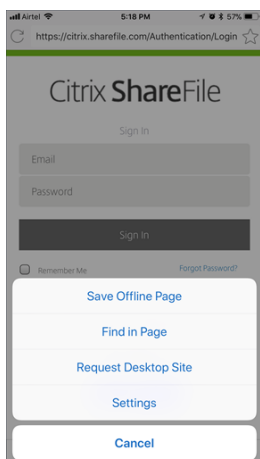 Airtel 5:18 PM 57%
https://citrix.sharefile.com/Authentication/Login
Citrix ShareFile
Sign In
Email
Password
Sign In
Remember Me Forgot Password?
Save Offline Page
Find in Page
Request Desktop Site
Settings
Cancel